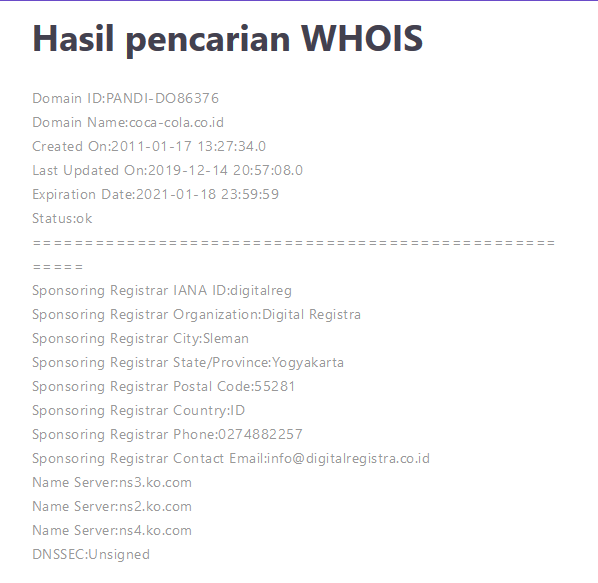 Hasil pencarian WHOIS
Domain ID:PANDI-DO86376
Domain Name:coca-cola.co.id
Created On:2011-01-17 13:27:34.0
Last Updated On:2019-12-14 20:57:08.0
Expiration Date:2021-01-18 23:59:59
Status:ok
==================================================
=====
Sponsoring Registrar IANA ID:digitalreg
Sponsoring Registrar Organization:Digital Registra
Sponsoring Registrar City:Sleman
Sponsoring Registrar State/Province:Yogyakarta
Sponsoring Registrar Postal Code:55281
Sponsoring Registrar Country:ID
Sponsoring Registrar Phone:0274882257
Sponsoring Registrar Contact Email:info@digitalregistra.co.id
Name Server:ns3.ko.com
Name Server:ns2.ko.com
Name Server:ns4.ko.com
DNSSEC:Unsigned